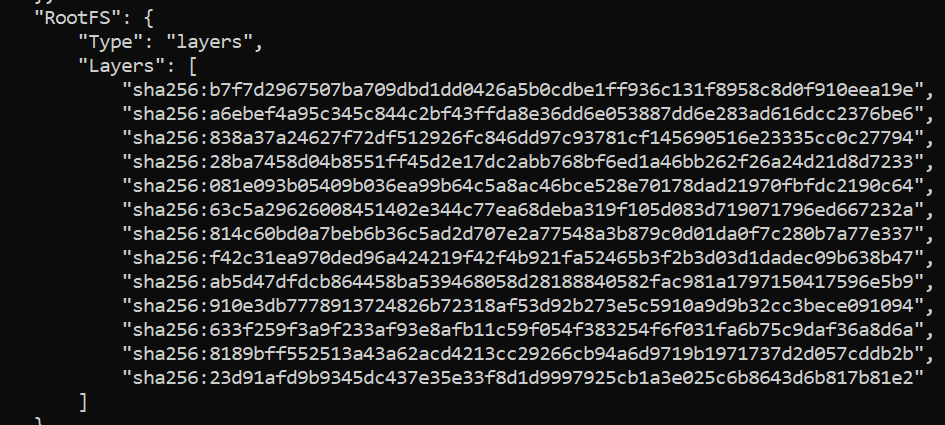 "RootFS": {
"Type": "layers",
"Layers": [
"sha256:b7f7d2967507ba709dbd1dd0426a5b0cdbe1ff936c131f8958c8d0f910eea19e",
"sha256:a6ebef4a95c345c844c2bf43ffda8e36dd6e053887dd6e283ad616dcc2376be6",
"sha256:838a37a24627f72df512926fc846dd97c93781cf145690516e23335cc0c27794",
"sha256:28ba7458d04b8551ff45d2e17dc2abb768bf6ed1a46bb262f26a24d21d8d7233",
"sha256:081e093b05409b036ea99b64c5a8ac46bce528e70178dad21970fbfdc2190c64",
"sha256:63c5a29626008451402e344c77ea68deba319f105d083d719071796ed667232a",
"sha256:814c60bd0a7beb6b36c5ad2d707e2a77548a3b879c0d01da0f7c280b7a77e337",
"sha256:f42c31ea970ded96a424219f42f4b921fa52465b3f2b3d03d1dadec09b638b47",
"sha256:ab5d47dfdcb864458ba539468058d28188840582fac981a1797150417596e5b9",
"sha256:910e3db7778913724826b72318af53d92b273e5c5910a9d9b32cc3bece091094",
"sha256:633f259f3a9f233af93e8afb11c59f054f383254f6f031fa6b75c9daf36a8d6a",
"sha256:8189bff552513a43a62acd4213cc29266cb94a6d9719b1971737d2d057cddb2b",
"sha256:23d91afd9b9345dc437e35e33f8d1d9997925cb1a3e025c6b8643d6b817b81e2"
]